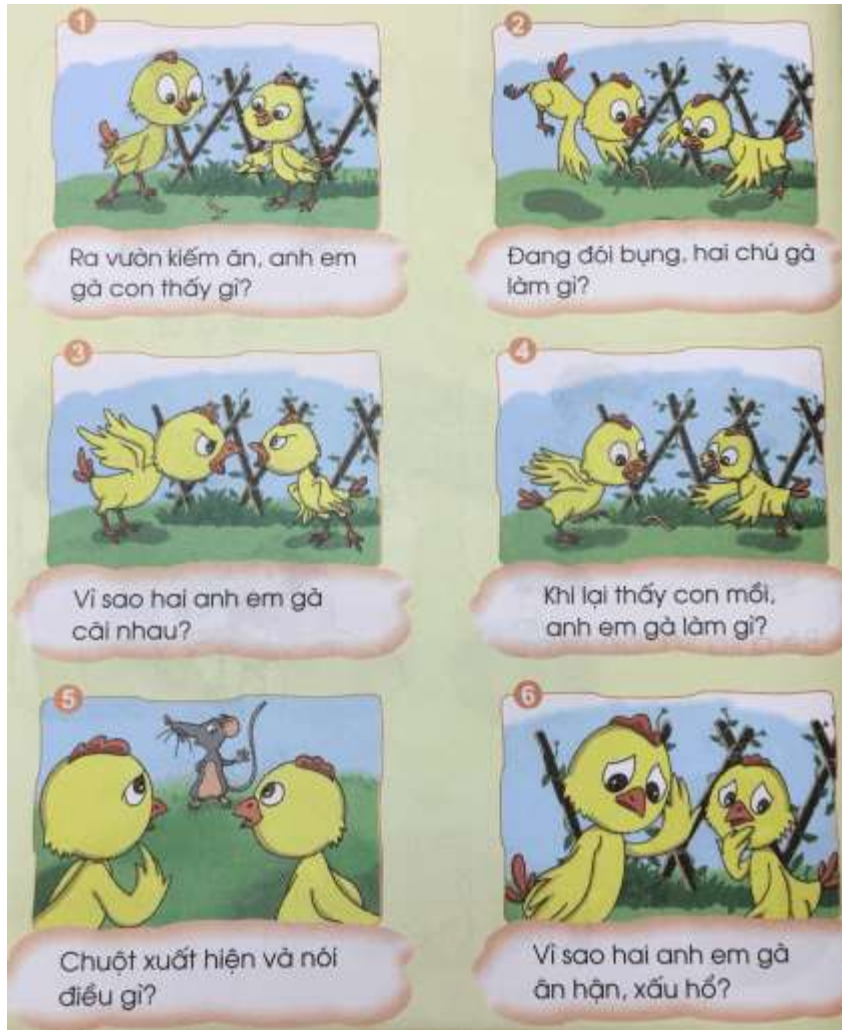 1
Ra vườn kiếm ăn, anh em
gà con thấy gì?
2
Đang đói bụng, hai chú gà
làm gì?
3
Vì sao hai anh em gà
cãi nhau?
4
Khi lại thấy con mồi,
anh em gà làm gì?
5
Chuột xuất hiện và nói
điều gì?
6
Vì sao hai anh em gà
ân hận, xấu hổ?